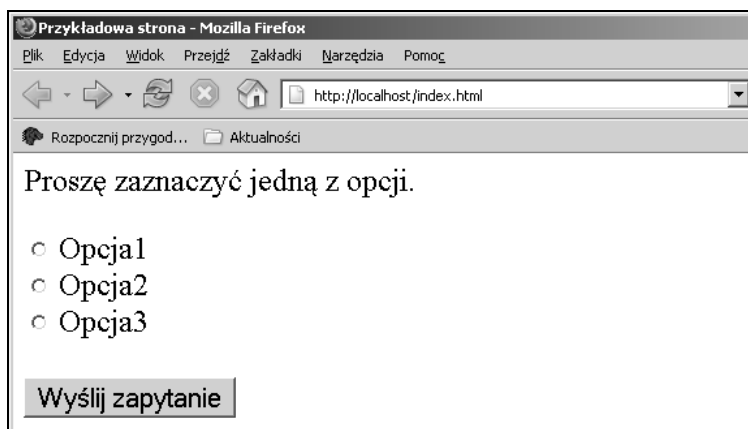 Przykładowa strona - Mozilla Firefox
Plik Edycja Widok Przejdź Zakładki Narzędzia Pomoc
http://localhost/index.html
Rozpocznij przygod... Aktualności
Proszę zaznaczyć jedną z opcji.
Opcja1
Opcja2
Opcja3
Wyślij zapytanie